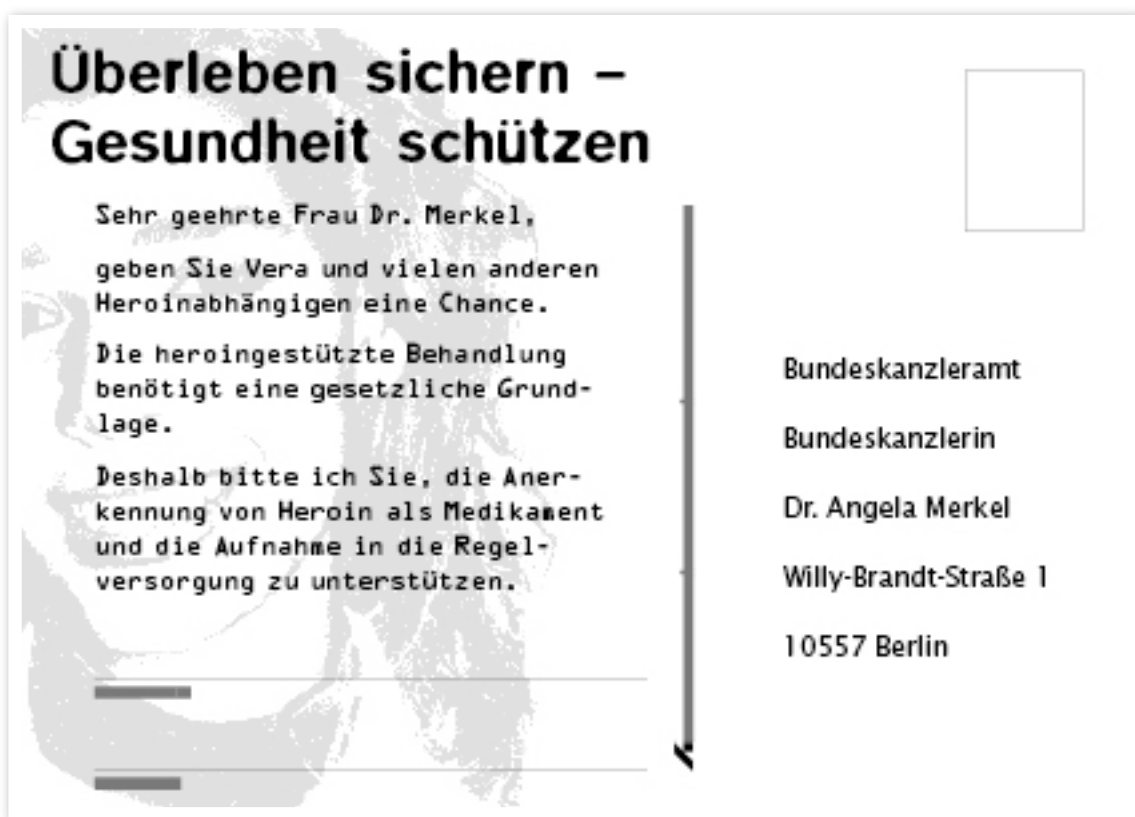 Überleben sichern –
Gesundheit schützen
Sehr geehrte Frau Dr. Merkel,
geben Sie Vera und vielen anderen
Heroinabhängigen eine Chance.
Die heroingestützte Behandlung
benötigt eine gesetzliche Grund-
lage.
Deshalb bitte ich Sie, die Aner-
kennung von Heroin als Medikament
und die Aufnahme in die Regel-
versorgung zu unterstützen.
Bundeskanzleramt
Bundeskanzlerin
Dr. Angela Merkel
Willy-Brandt-Straße 1
10557 Berlin